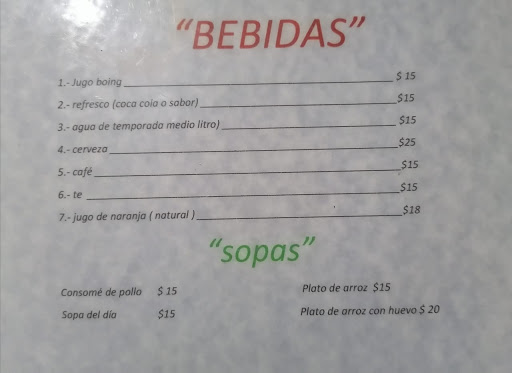 “BEBIDAS”
1.- Jugo boing $ 15
2.- refresco (coca cola o sabor) $15
3.- agua de temporada medio litro) $15
4.- cerveza $25
5.- café $15
6.- te $15
7.- jugo de naranja ( natural ) $18
“sopas”
Consomé de pollo $ 15 Plato de arroz $15
Sopa del día $15 Plato de arroz con huevo $ 20